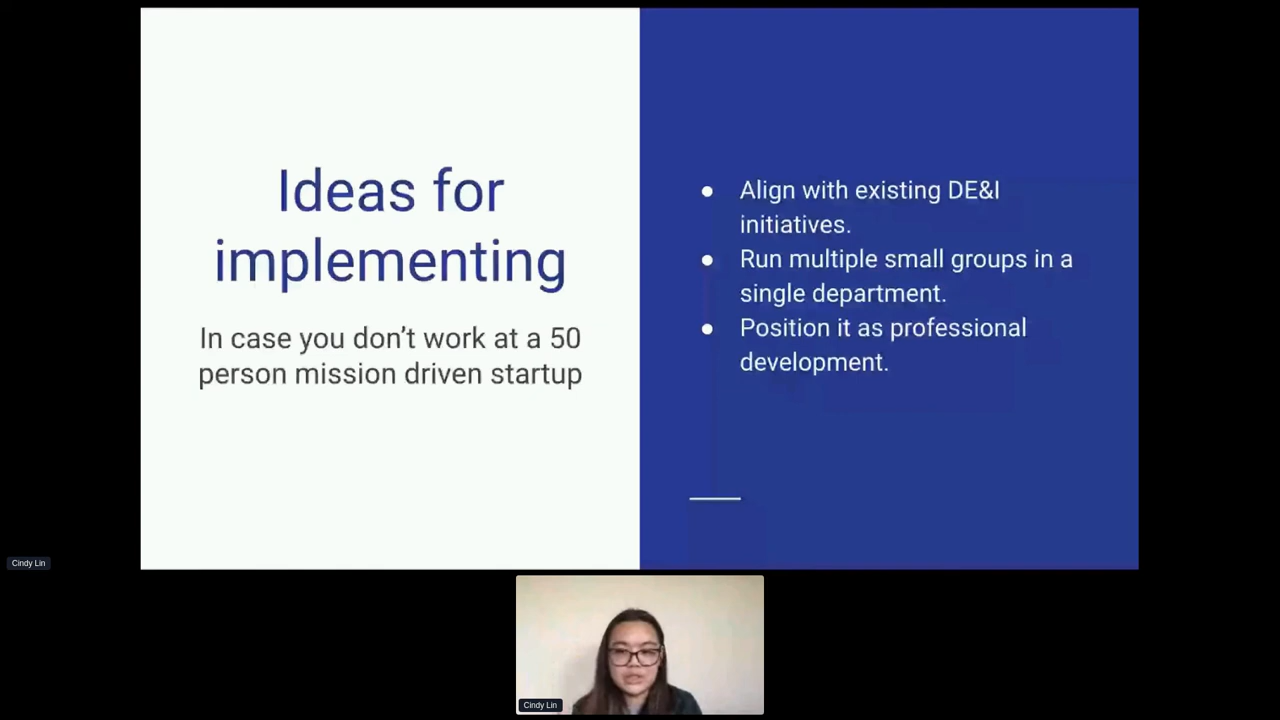 Ideas for
implementing
In case you don’t work at a 50
person mission driven startup
● Align with existing DE&I
initiatives.
● Run multiple small groups in a
single department.
● Position it as professional
development.
Cindy Lin
Cindy Lin